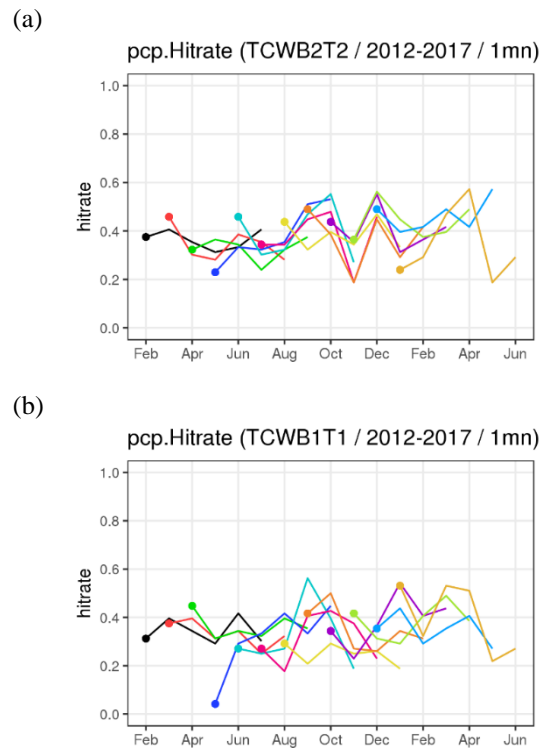 (a)
pcp.Hitrate (TCWB2T2 / 2012-2017 / 1mn)
1.0
0.8
0.6
0.4
0.2
0.0
hitrate
Feb Apr Jun Aug Oct Dec Feb Apr Jun
(b)
pcp.Hitrate (TCWB1T1 / 2012-2017 / 1mn)
1.0
0.8
0.6
0.4
0.2
0.0
hitrate
Feb Apr Jun Aug Oct Dec Feb Apr Jun